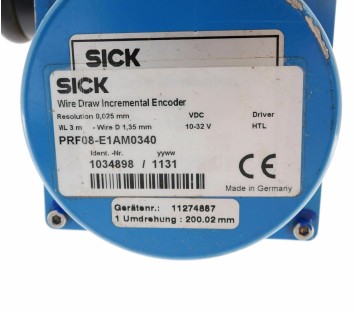 SICK
SICK
Wire Draw Incremental Encoder
Resolution 0,025 mm VDC Driver
WL 3 m - Wire D 1,35 mm 10-32 V HTL
PRF08-E1AM0340
Ident. -Nr. yyww
1034898 / 1131
CE
Made in Germany
Gerätenr.: 11274887
1 Umdrehung : 200.02 mm